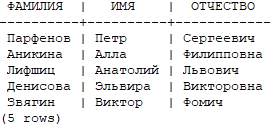 ФАМИЛИЯ | ИМЯ | ОТЧЕСТВО
----------+----------+------------
Парфенов | Петр | Сергеевич
Аникина | Алла | Филипповна
Лифшиц | Анатолий | Львович
Денисова | Эльвира | Викторовна
Звягин | Виктор | Фомич
(5 rows)